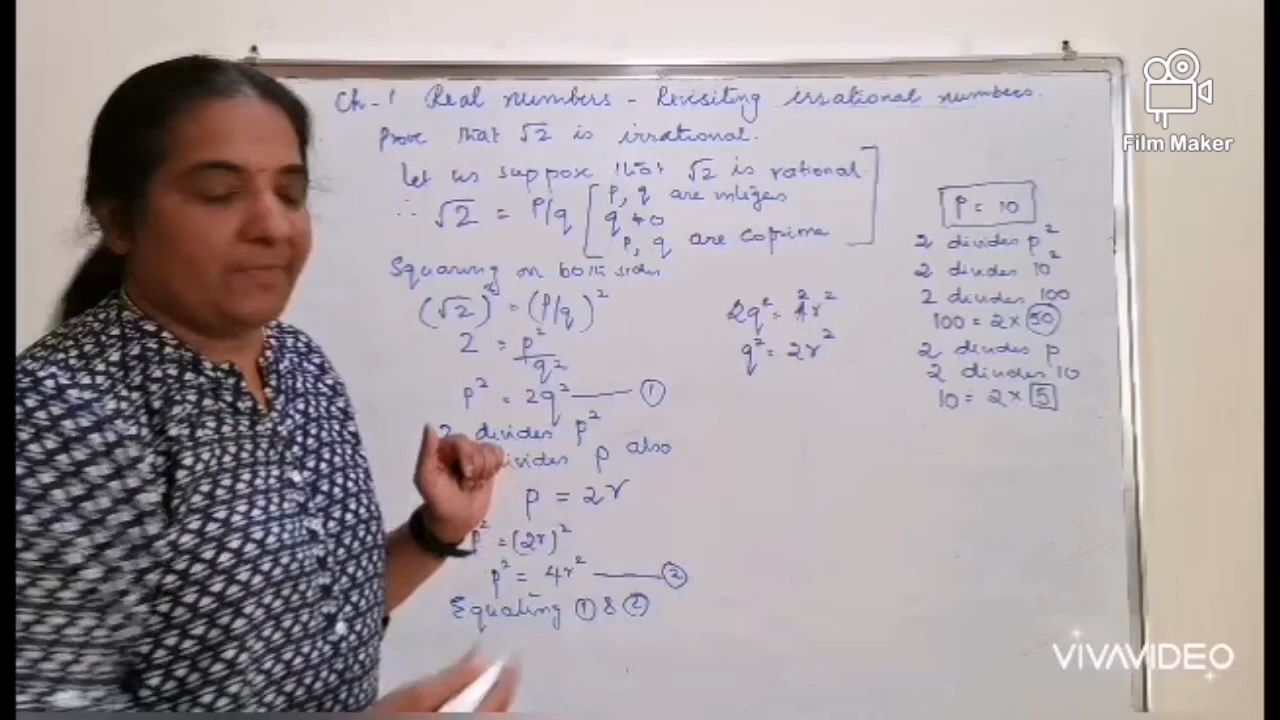 Ch-1 Real numbers - Revisiting irrational numbers.
Prove that √2 is irrational.
Let us suppose that √2 is rational
∴ √2 = P/q [ P, q are integers
q ≠ 0
P, q are coprime
Squaring on both sides
(√2)² = (P/q)²
2 = p²/q²
p² = 2q² —— ①
2 divides p²
divides p also
p = 2r
p² = (2r)²
p² = 4r² —— ②
Equating ① & ②
2q² = 4r²
2
q² = 2r²
P = 10
2 divides p²
2 divides 10²
2 divides 100
100 = 2 × 50
2 divides p
2 divides 10
10 = 2 × 5
Film Maker
VIVAVIDEO